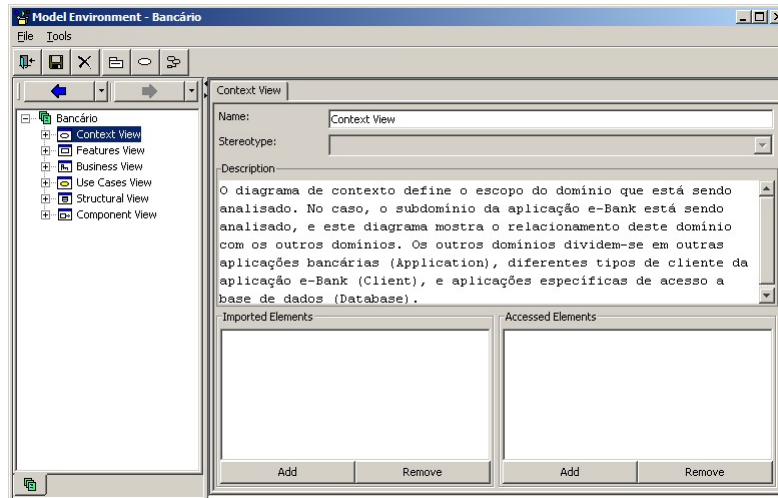 Model Environment - Bancário
File Tools
Context View
Bancário
Context View
Features View
Business View
Use Cases View
Structural View
Component View
Name:
Context View
Stereotype:
Description
O diagrama de contexto define o escopo do domínio que está sendo
analisado. No caso, o subdomínio da aplicação e-Bank está sendo
analisado, e este diagrama mostra o relacionamento deste domínio
com os outros domínios. Os outros domínios dividem-se em outras
aplicações bancárias (Application), diferentes tipos de cliente da
aplicação e-Bank (Client), e aplicações específicas de acesso a
base de dados (Database).
Imported Elements
Accessed Elements
Add Remove
Add Remove